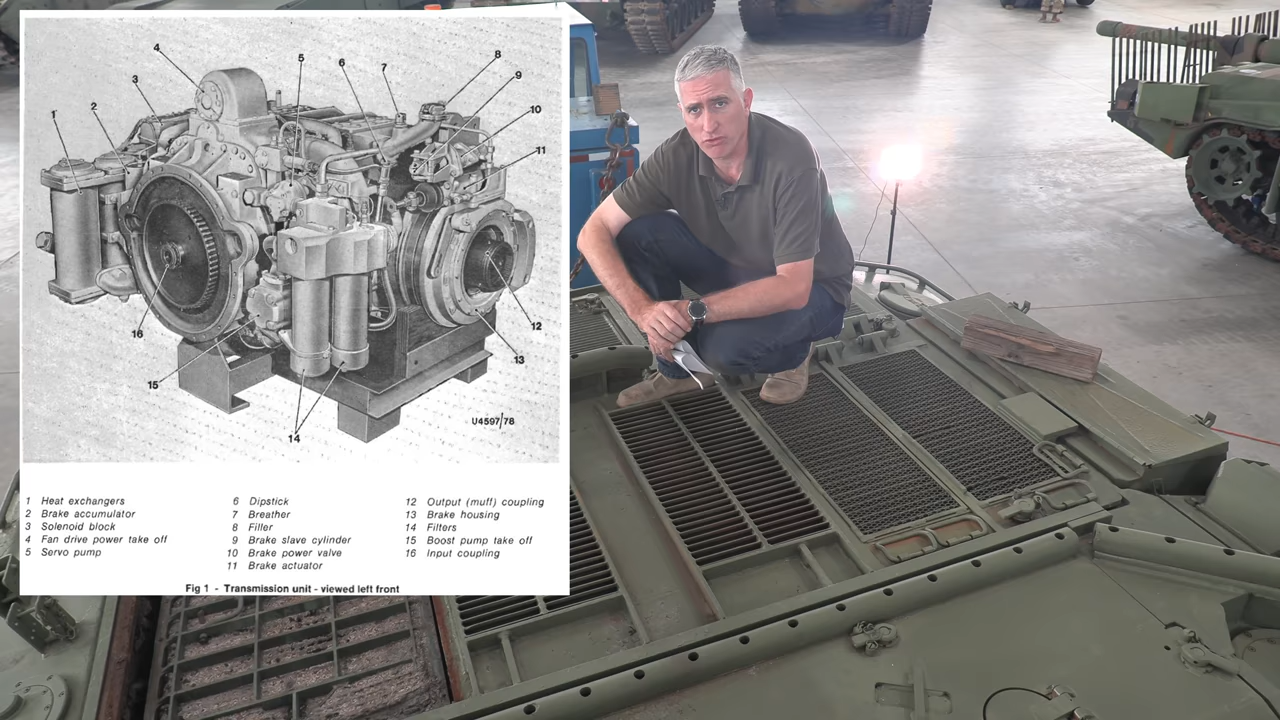 4
5
6
7
8
9
3
2
1
10
11
12
13
16
15
14
U4597/78
1 Heat exchangers
2 Brake accumulator
3 Solenoid block
4 Fan drive power take off
5 Servo pump
6 Dipstick
7 Breather
8 Filler
9 Brake slave cylinder
10 Brake power valve
11 Brake actuator
12 Output (muff) coupling
13 Brake housing
14 Filters
15 Boost pump take off
16 Input coupling
Fig 1 - Transmission unit - viewed left front